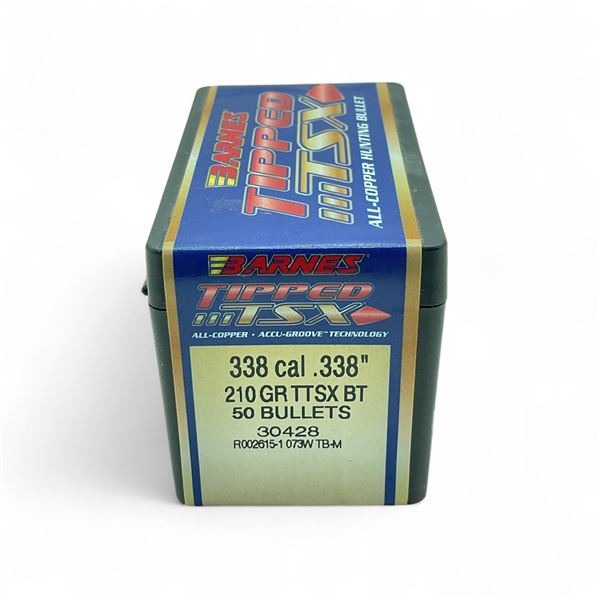 BARNES
TIPPED
TSX
ALL-COPPER HUNTING BULLET
BARNES
TIPPED
TSX
ALL-COPPER • ACCU-GROOVE™ TECHNOLOGY
338 cal .338"
210 GR TTSX BT
50 BULLETS
30428
R002615-1 073W TB-M